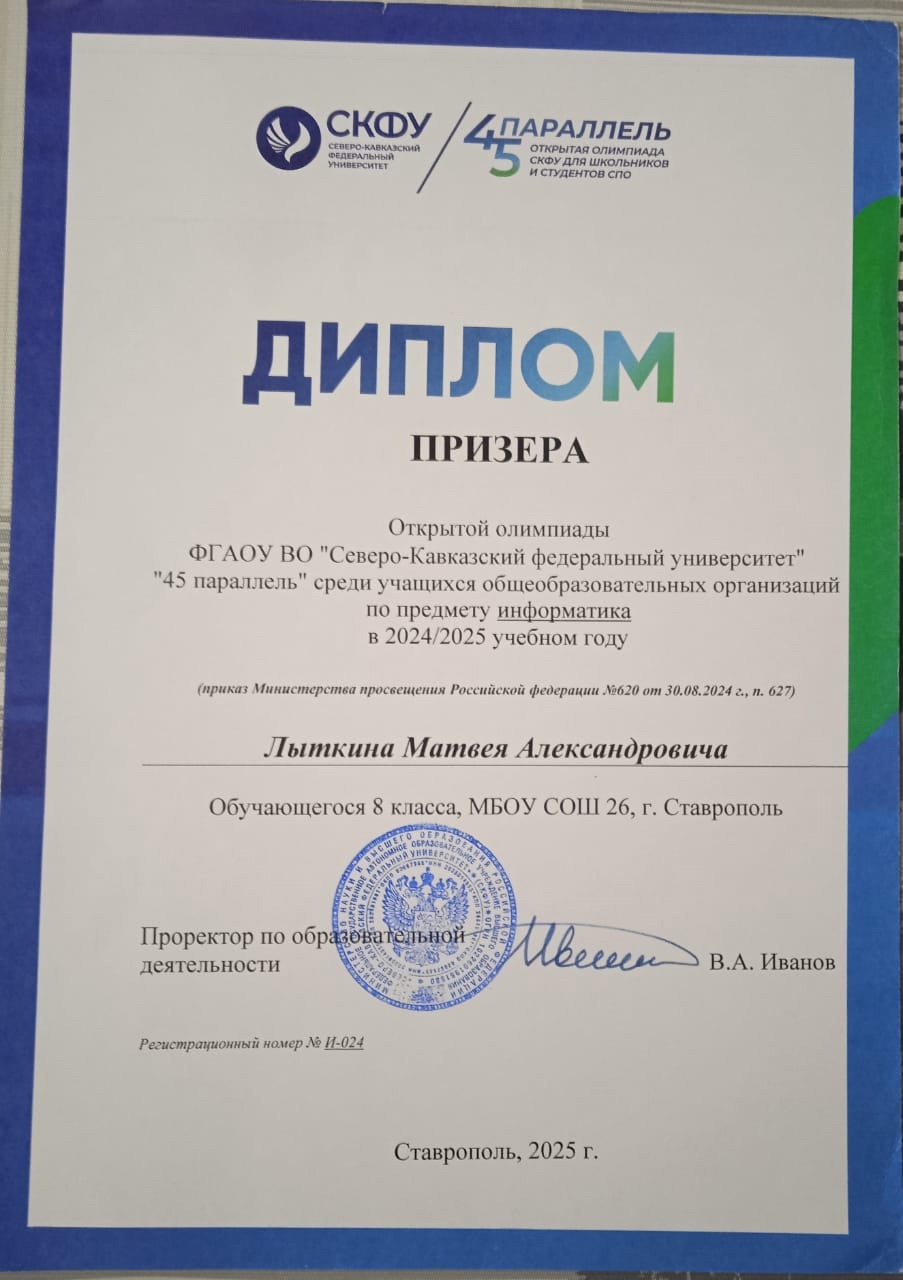 СКФУ
СЕВЕРО-КАВКАЗСКИЙ
ФЕДЕРАЛЬНЫЙ
УНИВЕРСИТЕТ
45 ПАРАЛЛЕЛЬ
ОТКРЫТАЯ ОЛИМПИАДА
СКФУ ДЛЯ ШКОЛЬНИКОВ
И СТУДЕНТОВ СПО
ДИПЛОМ
ПРИЗЕРА
Открытой олимпиады
ФГАОУ ВО "Северо-Кавказский федеральный университет"
"45 параллель" среди учащихся общеобразовательных организаций
по предмету информатика
в 2024/2025 учебном году
(приказ Министерства просвещения Российской федерации №620 от 30.08.2024 г., п. 627)
Лыткина Матвея Александровича
Обучающегося 8 класса, МБОУ СОШ 26, г. Ставрополь
Проректор по образовательной
деятельности
В.А. Иванов
Регистрационный номер № И-024
Ставрополь, 2025 г.